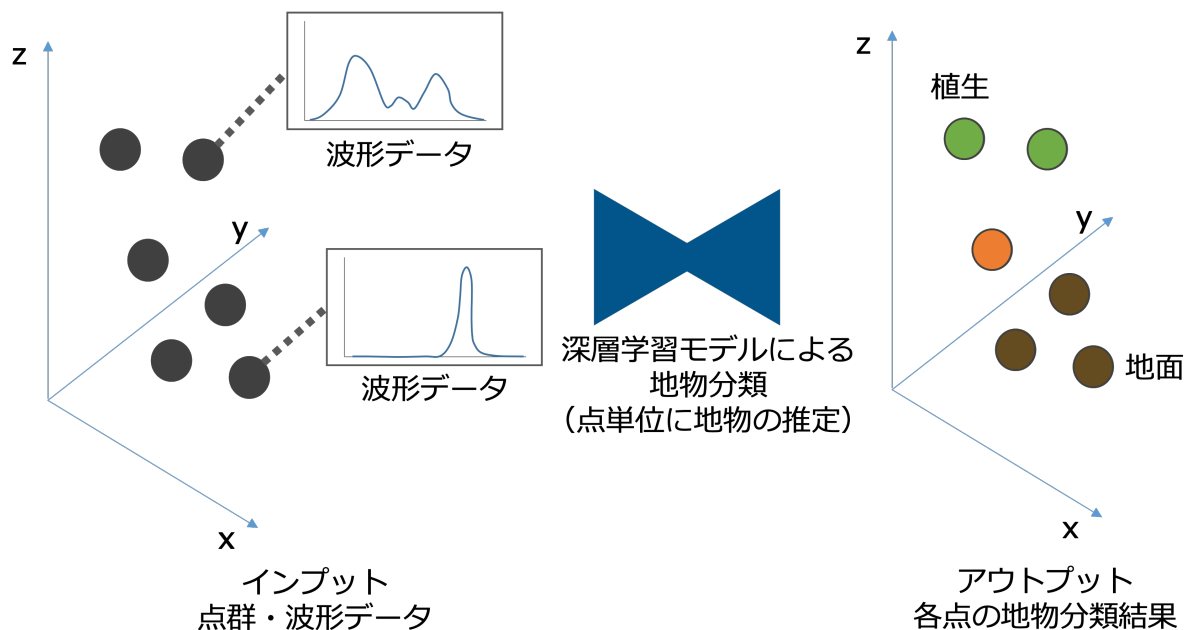 z
波形データ
y
波形データ
x
インプット
点群・波形データ
深層学習モデルによる
地物分類
（点単位に地物の推定）
z
植生
y
地面
x
アウトプット
各点の地物分類結果